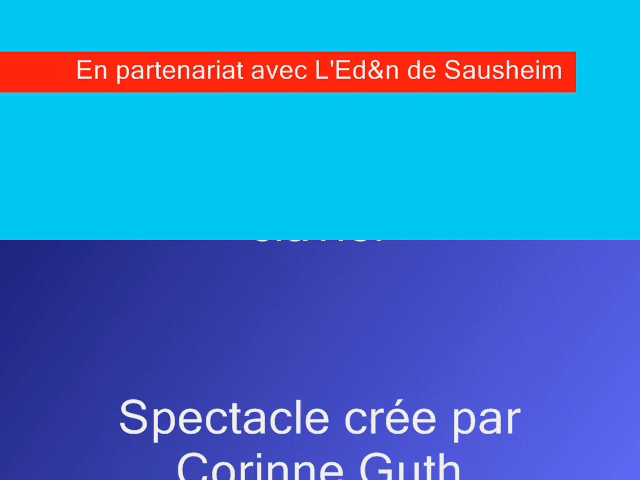 En partenariat avec L'Ed&n de Sausheim
Spectacle crée par
Corinne Guth